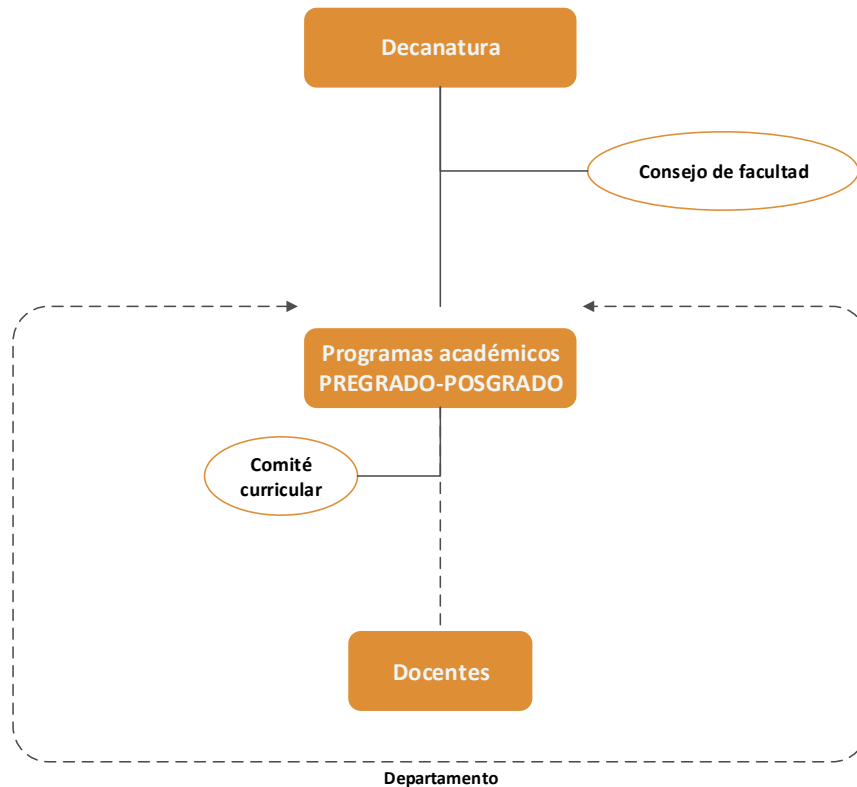 Decanatura
Consejo de facultad
Programas académicos
PREGRADO-POSGRADO
Comité
curricular
Docentes
Departamento